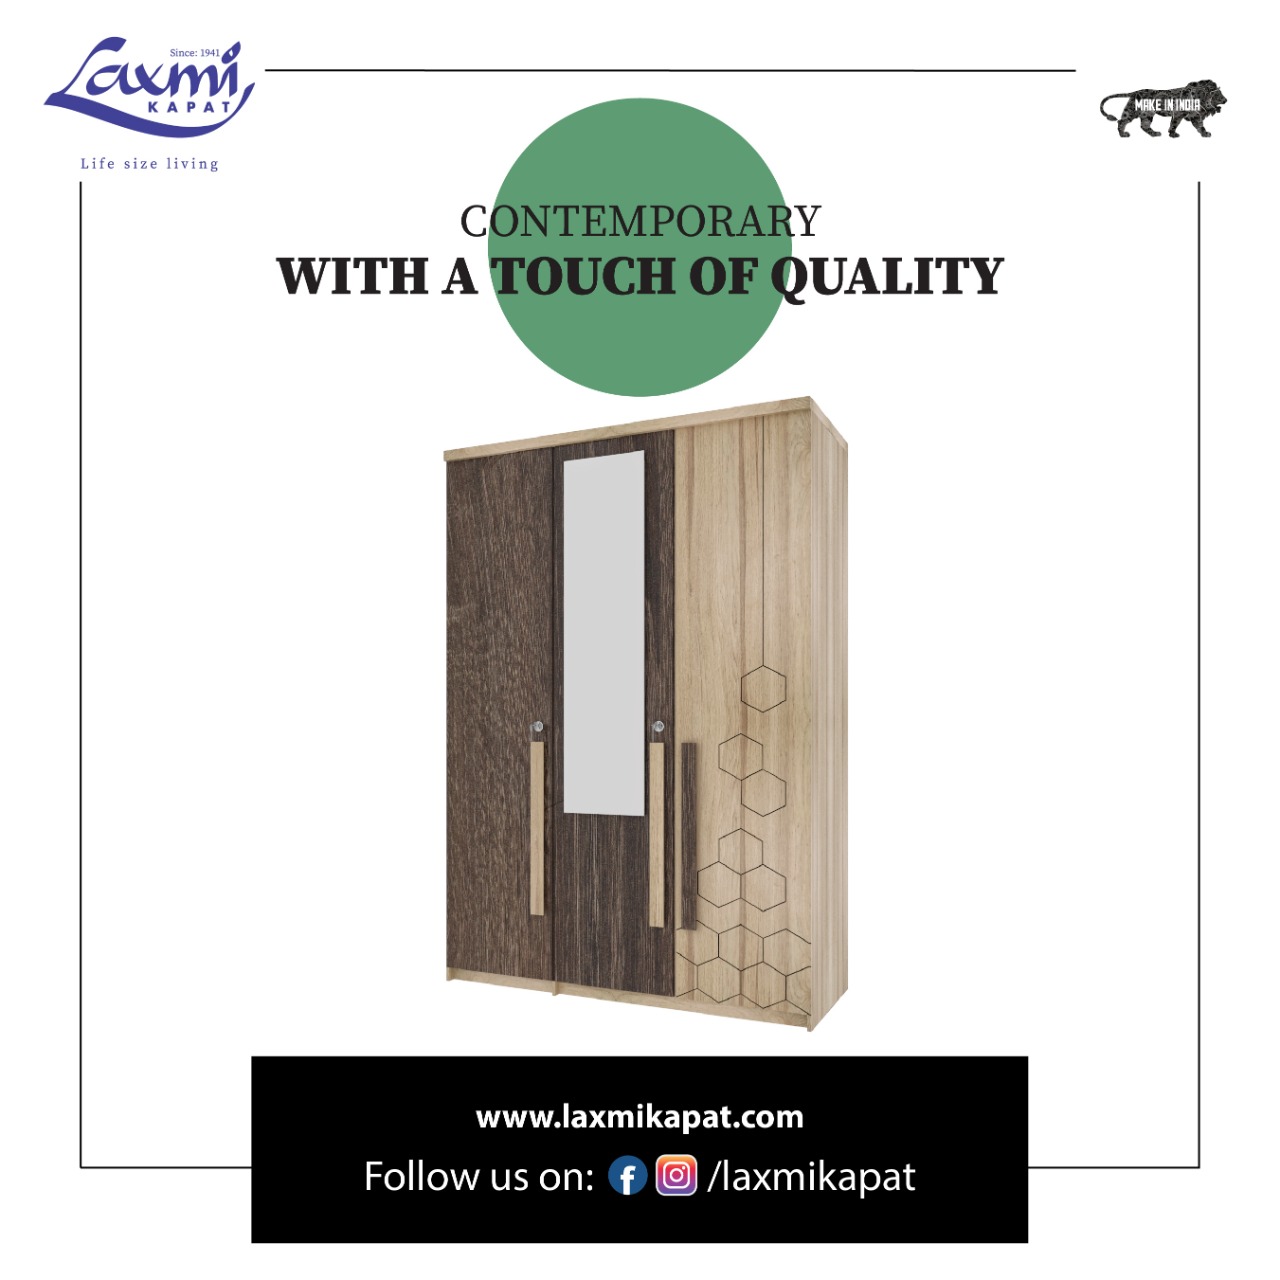 Since: 1941
Laxmi
KAPAT
Life size living
MAKE IN INDIA
CONTEMPORARY
WITH A TOUCH OF QUALITY
www.laxmikapat.com
Follow us on: /laxmikapat